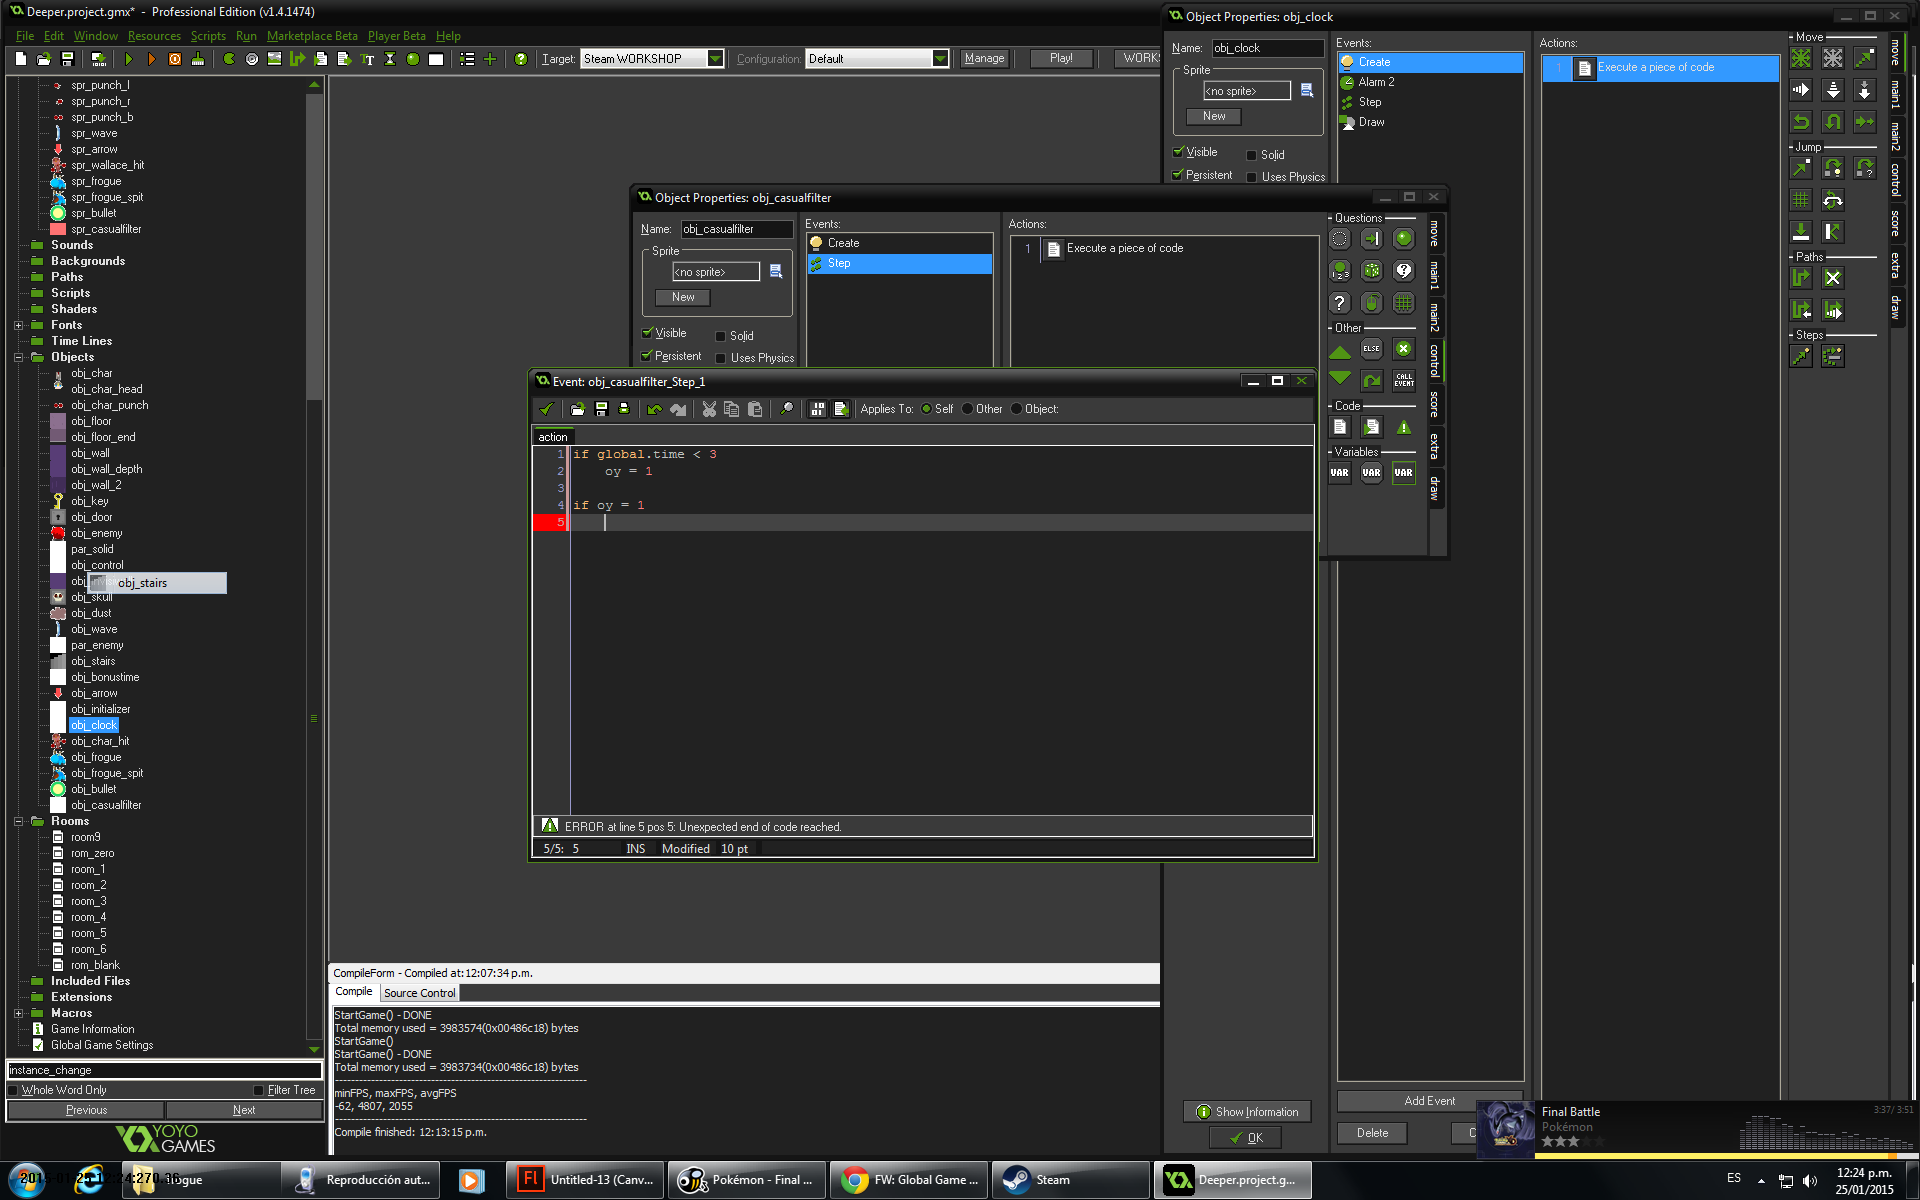 Deeper.project.gmx* - Professional Edition (v1.4.1474)
File Edit Window Resources Scripts Run Marketplace Beta Player Beta Help
Target: Steam WORKSHOP Configuration: Default Manage Play! WORK
spr_punch_l
spr_punch_r
spr_punch_b
spr_wave
spr_arrow
spr_wallace_hit
spr_frogue
spr_frogue_spit
spr_bullet
spr_casualfilter
Sounds
Backgrounds
Paths
Scripts
Shaders
Fonts
Time Lines
Objects
obj_char
obj_char_head
obj_char_punch
obj_floor
obj_floor_end
obj_wall
obj_wall_depth
obj_wall_2
obj_key
obj_door
obj_enemy
par_solid
obj_control
obj_stairs
obj_skull
obj_dust
obj_wave
par_enemy
obj_stairs
obj_bonustime
obj_arrow
obj_initializer
obj_clock
obj_char_hit
obj_frogue
obj_frogue_spit
obj_bullet
obj_casualfilter
Rooms
room9
rom_zero
room_1
room_2
room_3
room_4
room_5
room_6
rom_blank
Included Files
Extensions
Macros
Game Information
Global Game Settings
instance_change
Whole Word Only Filter Tree
Previous Next
YOYO
GAMES
Object Properties: obj_clock
Name: obj_clock
Sprite
<no sprite>
New
Visible Solid
Persistent Uses Physics
Events:
Create
Alarm 2
Step
Draw
Actions:
1 Execute a piece of code
Move
Jump
Paths
Steps
move
main1
main2
control
score
extra
draw
Show Information
OK
Add Event
Delete
Object Properties: obj_casualfilter
Name: obj_casualfilter
Sprite
<no sprite>
New
Visible Solid
Persistent Uses Physics
Events:
Create
Step
Actions:
1 Execute a piece of code
Questions
Other
ELSE
CALL EVENT
Code
Variables
VAR VAR VAR
move
main1
main2
control
score
extra
draw
Event: obj_casualfilter_Step_1
Applies To: Self Other Object:
action
1 if global.time < 3
2 oy = 1
3
4 if oy = 1
5
ERROR at line 5 pos 5: Unexpected end of code reached.
5/5: 5 INS Modified 10 pt
CompileForm - Compiled at: 12:07:34 p.m.
Compile Source Control
StartGame() - DONE
Total memory used = 3983574(0x00486c18) bytes
StartGame()
StartGame() - DONE
Total memory used = 3983734(0x00486c18) bytes
minFPS, maxFPS, avgFPS
-62, 4807, 2055
Compile finished: 12:13:15 p.m.
Final Battle
Pokémon
3:37/ 3:51
Reproducción aut...
Untitled-13 (Canv...
Pokémon - Final ...
FW: Global Game ...
Steam
Deeper.project.g...
ES
12:24 p.m.
25/01/2015